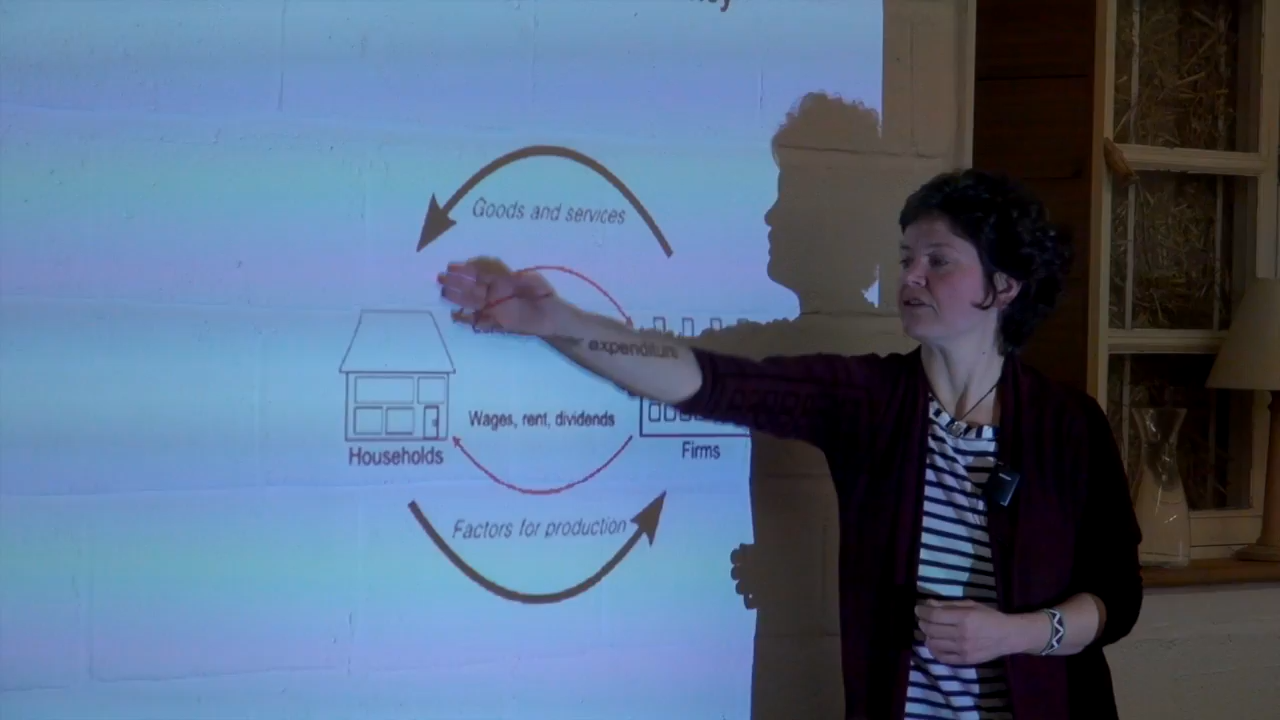 Goods and services
expenditure
Wages, rent, dividends
Households
Firms
Factors for production